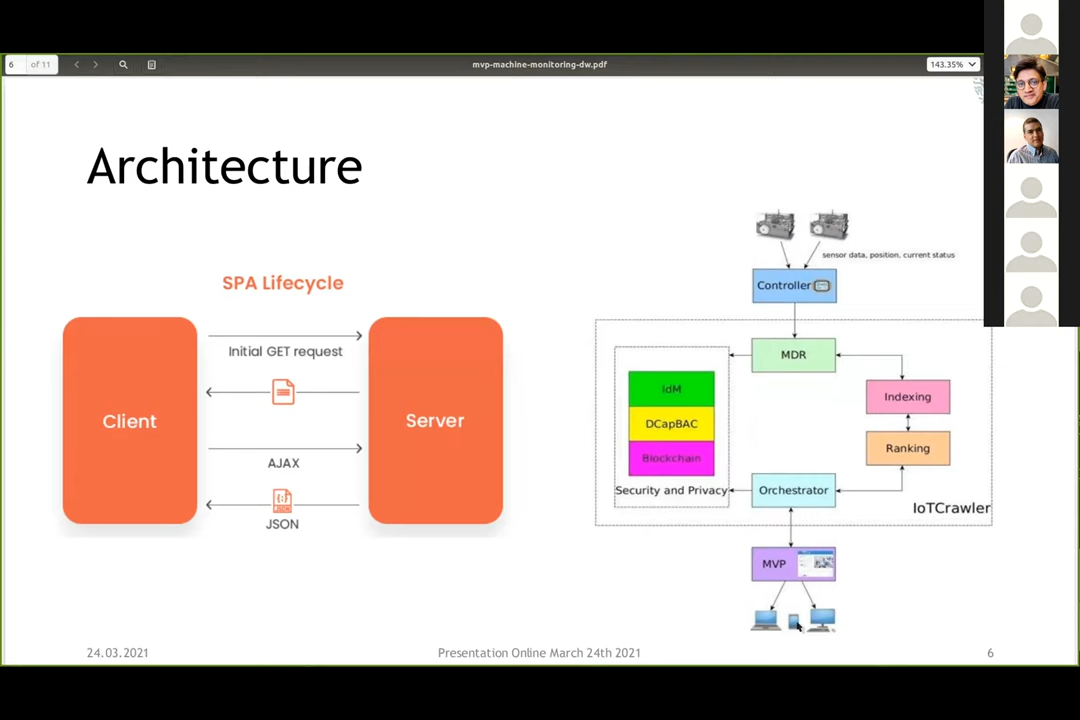 6 of 11
mvp-machine-monitoring-dw.pdf
143.35%
Architecture
SPA Lifecycle
Client
Initial GET request
AJAX
JSON
Server
sensor data, position, current status
Controller
MDR
IdM
DCapBAC
Blockchain
Security and Privacy
Indexing
Ranking
Orchestrator
IoTCrawler
MVP
24.03.2021
Presentation Online March 24th 2021
6